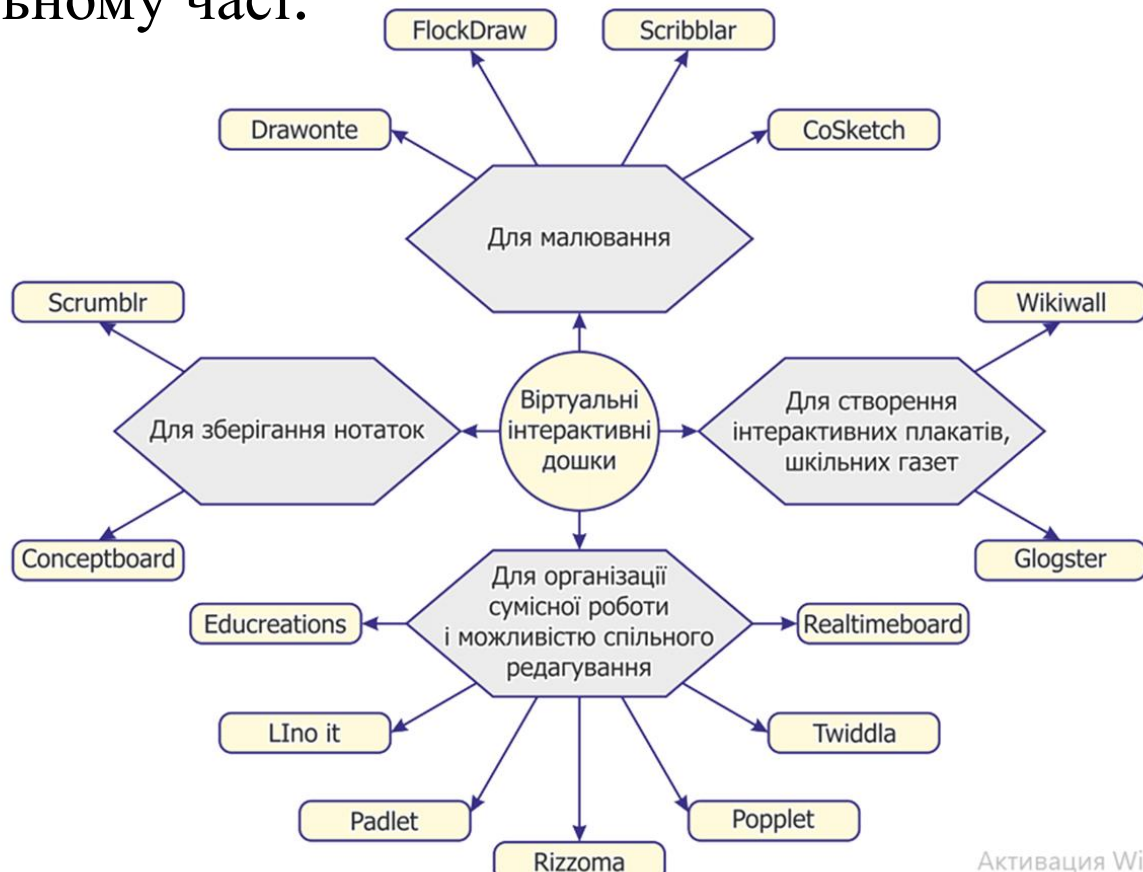 ьному часі.
FlockDraw
Scribblar
Drawonte
CoSketch
Для малювання
Scrumblr
Wikiwall
Для зберігання нотаток
Віртуальні
інтерактивні
дошки
Для створення
інтерактивних плакатів,
шкільних газет
Conceptboard
Glogster
Для організації
сумісної роботи
і можливістю спільного
редагування
Educreations
Realtimeboard
LIno it
Twiddla
Padlet
Popplet
Rizzoma
Активация Wi